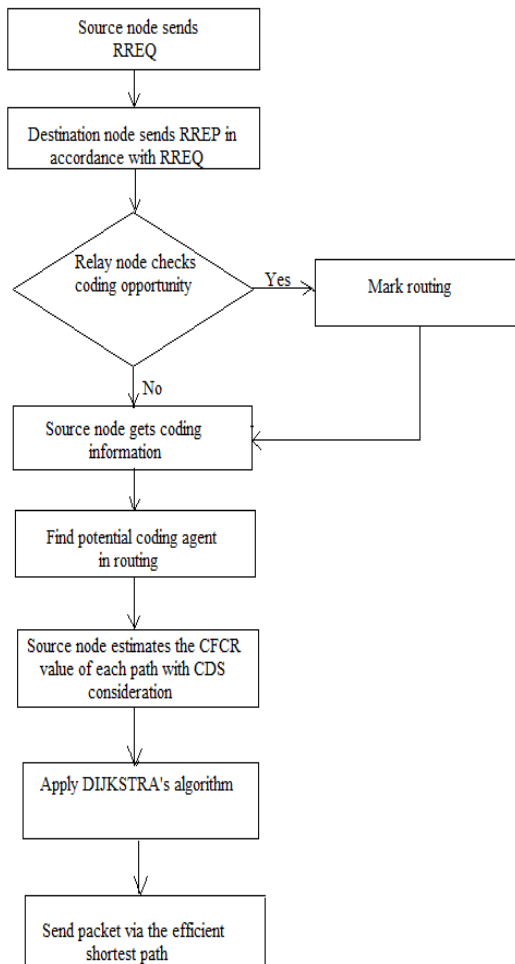 Source node sends
RREQ
Destination node sends RREP in
accordance with RREQ
Relay node checks
coding opportunity
Yes
Mark routing
No
Source node gets coding
information
Find potential coding agent
in routing
Source node estimates the CFCR
value of each path with CDS
consideration
Apply DIJKSTRA's algorithm
Send packet via the efficient
shortest path